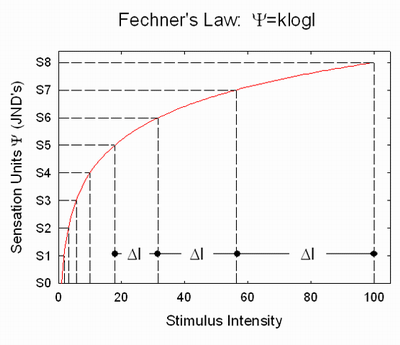 Fechner's Law: Ψ=klogI
Sensation Units Ψ (JND's)
S8
S7
S6
S5
S4
S3
S2
S1
S0
ΔI ΔI ΔI
0 20 40 60 80 100
Stimulus Intensity